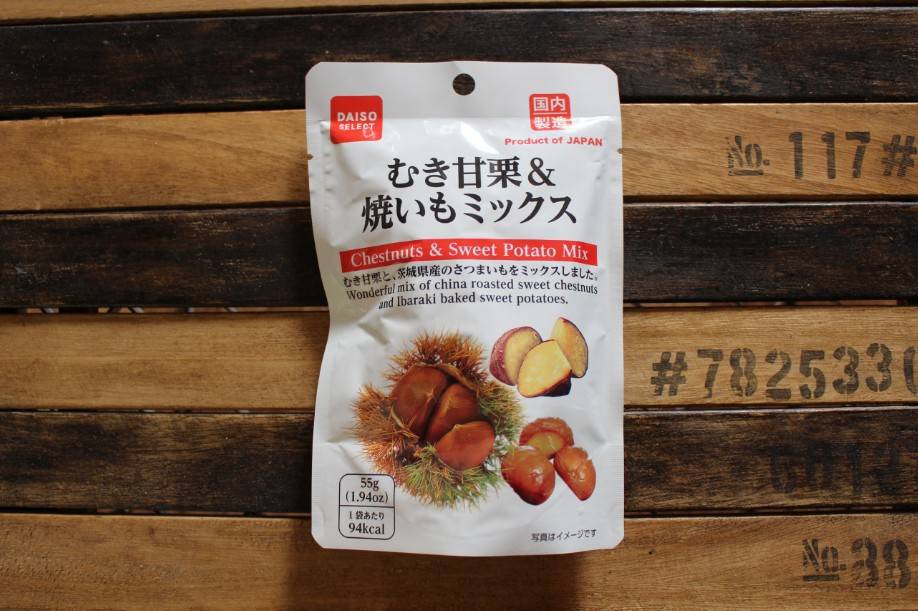 DAISO
SELECT
国内
製造
Product of JAPAN
むき甘栗&
焼いもミックス
Chestnuts & Sweet Potato Mix
むき甘栗と、茨城県産のさつまいもをミックスしました。
Wonderful mix of china roasted sweet chestnuts
and Ibaraki baked sweet potatoes.
55g
(1.94oz)
1袋あたり
94kcal
写真はイメージです
No. 117#
#782533
No.